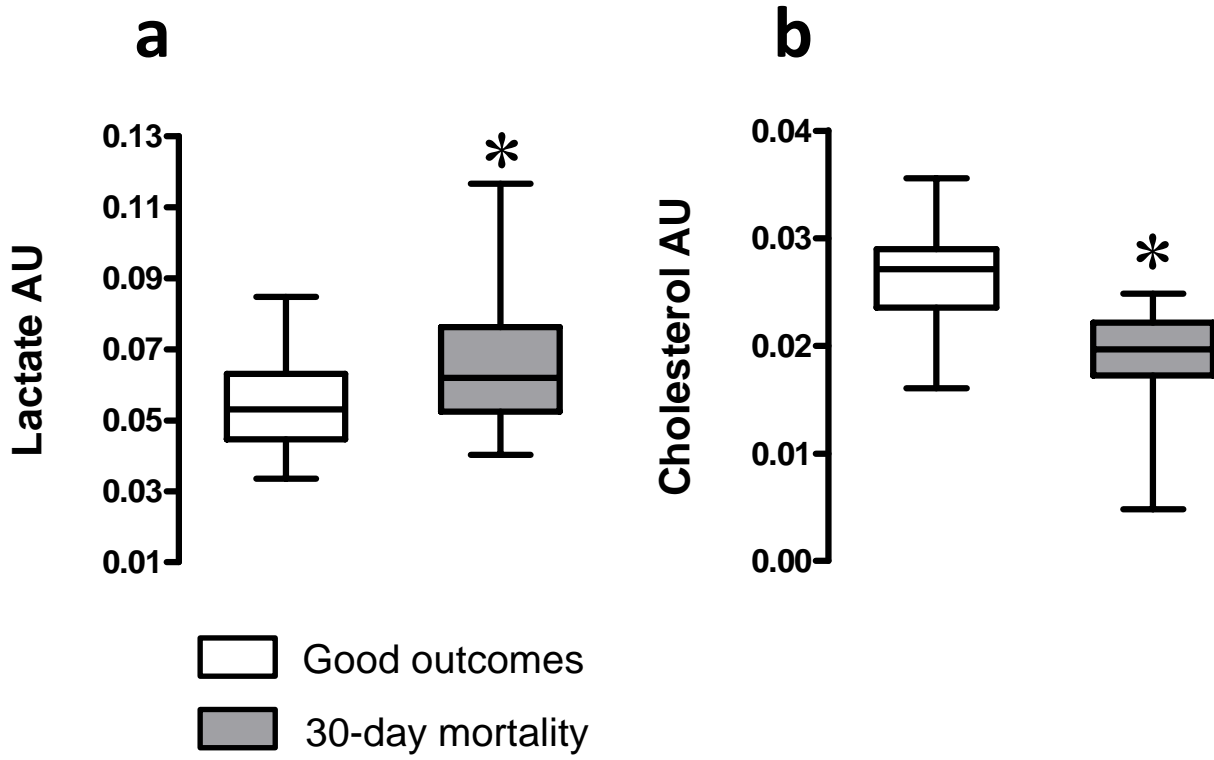 a
b
Lactate AU
0.13
0.11
0.09
0.07
0.05
0.03
0.01
*
Cholesterol AU
0.04
0.03
0.02
0.01
0.00
*
Good outcomes
30-day mortality